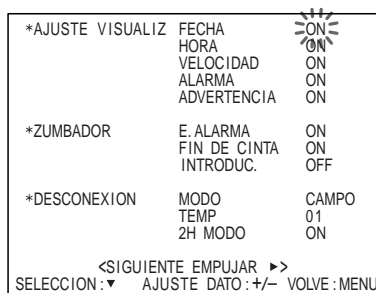 *AJUSTE VISUALIZ FECHA ON
HORA ON
VELOCIDAD ON
ALARMA ON
ADVERTENCIA ON
*ZUMBADOR E.ALARMA ON
FIN DE CINTA ON
INTRODUC. OFF
*DESCONEXION MODO CAMPO
TEMP 01
2H MODO ON
<SIGUIENTE EMPUJAR ►>
SELECCION:▼ AJUSTE DATO:+/– VOLVE:MENU